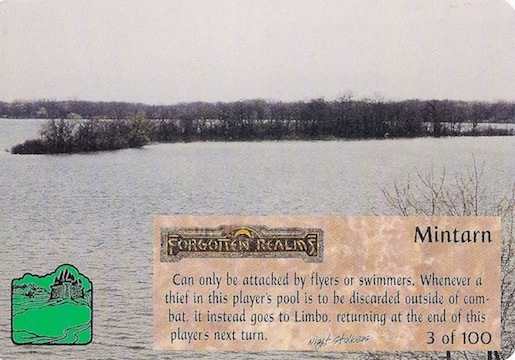 FORGOTTEN REALMS
Mintarn
Can only be attacked by flyers or swimmers. Whenever a
thief in this player's pool is to be discarded outside of com-
bat, it instead goes to Limbo, returning at the end of this
player's next turn.
Night Stalkers
3 of 100